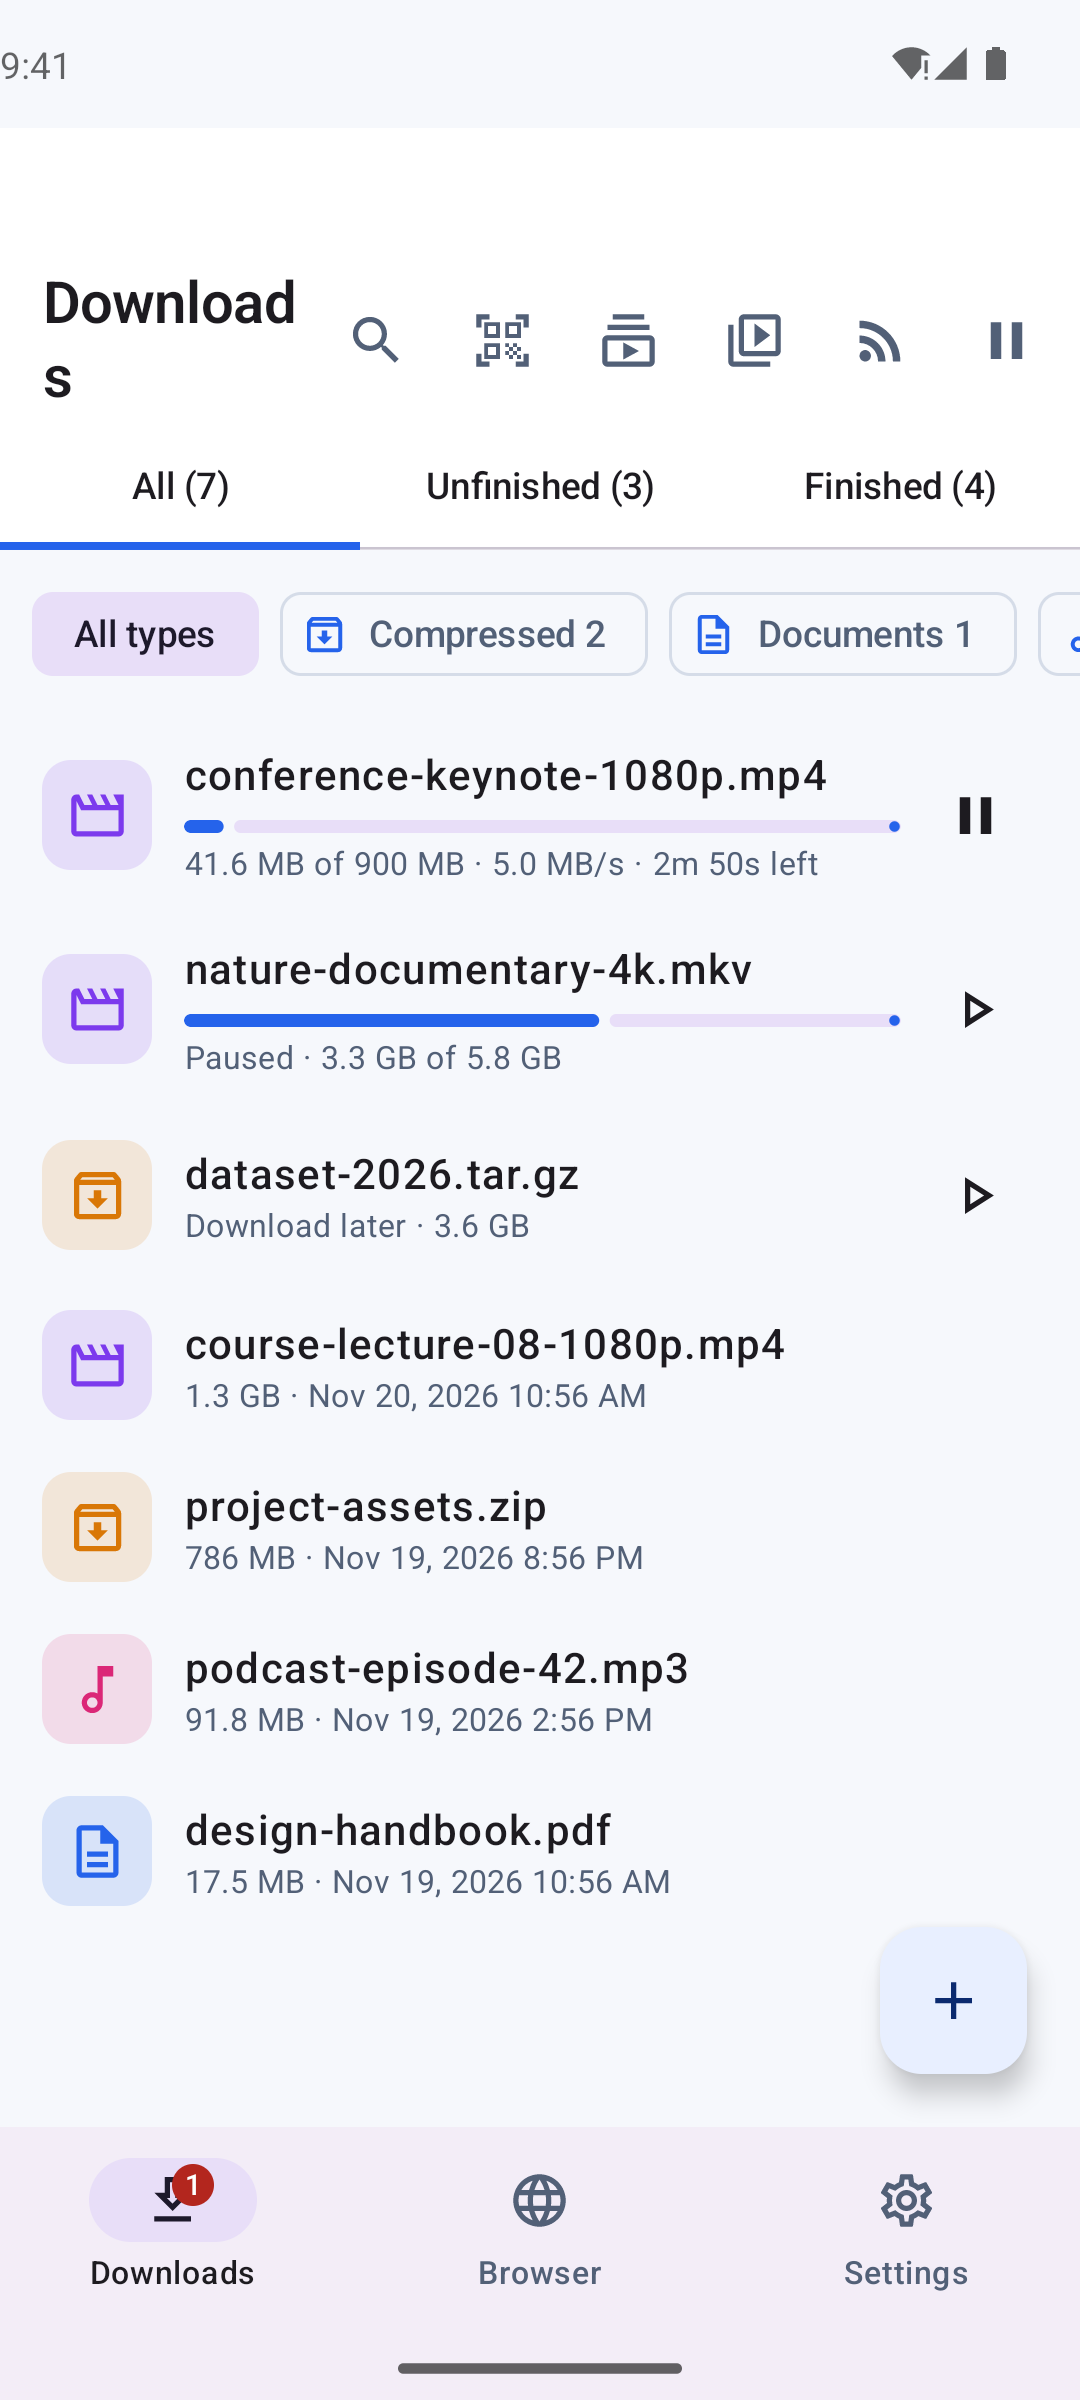 9:41
Download
s
All (7)
Unfinished (3)
Finished (4)
All types
Compressed 2
Documents 1
conference-keynote-1080p.mp4
41.6 MB of 900 MB · 5.0 MB/s · 2m 50s left
nature-documentary-4k.mkv
Paused · 3.3 GB of 5.8 GB
dataset-2026.tar.gz
Download later · 3.6 GB
course-lecture-08-1080p.mp4
1.3 GB · Nov 20, 2026 10:56 AM
project-assets.zip
786 MB · Nov 19, 2026 8:56 PM
podcast-episode-42.mp3
91.8 MB · Nov 19, 2026 2:56 PM
design-handbook.pdf
17.5 MB · Nov 19, 2026 10:56 AM
1
Downloads
Browser
Settings